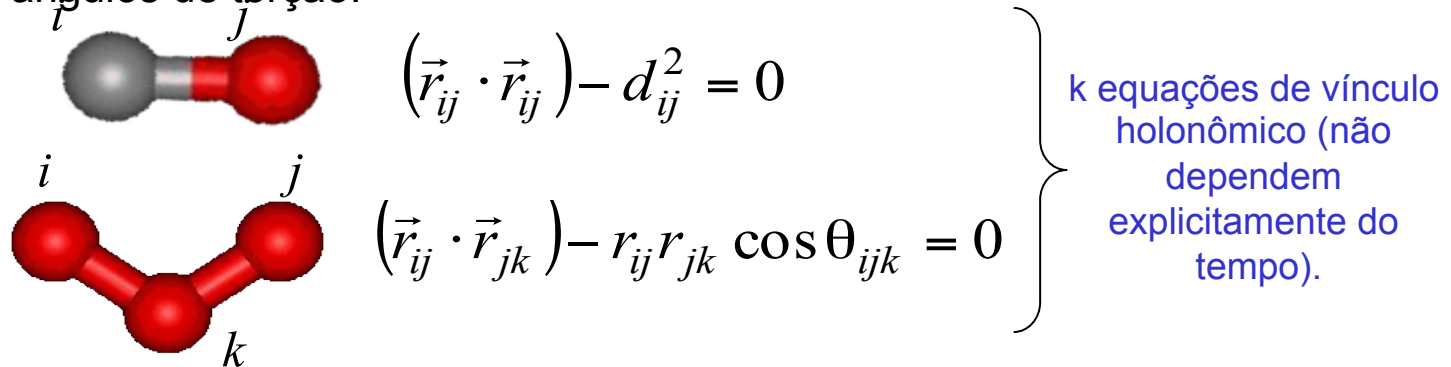 i j
(r⃗ij · r⃗ij) – d²ij = 0
i j
(r⃗ij · r⃗jk) – rij rjk cos θijk = 0
k
k equações de vínculo
holonômico (não
dependem
explicitamente do
tempo).